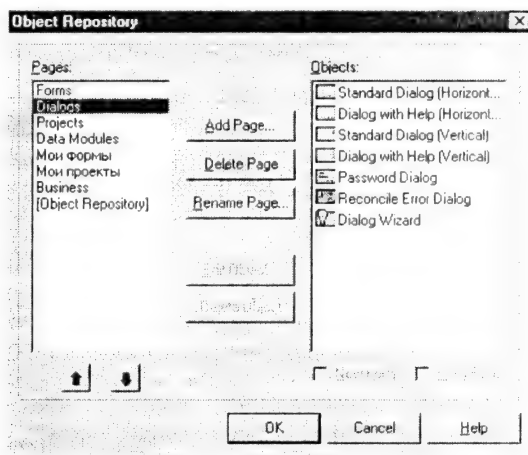 Object Repository
Pages:
Forms
Dialogs
Projects
Data Modules
Мои формы
Мои проекты
Business
[Object Repository]
Add Page...
Delete Page
Rename Page...
Objects:
Standard Dialog (Horizont...
Dialog with Help (Horizont...
Standard Dialog (Vertical)
Dialog with Help (Vertical)
Password Dialog
Reconcile Error Dialog
Dialog Wizard
OK
Cancel
Help